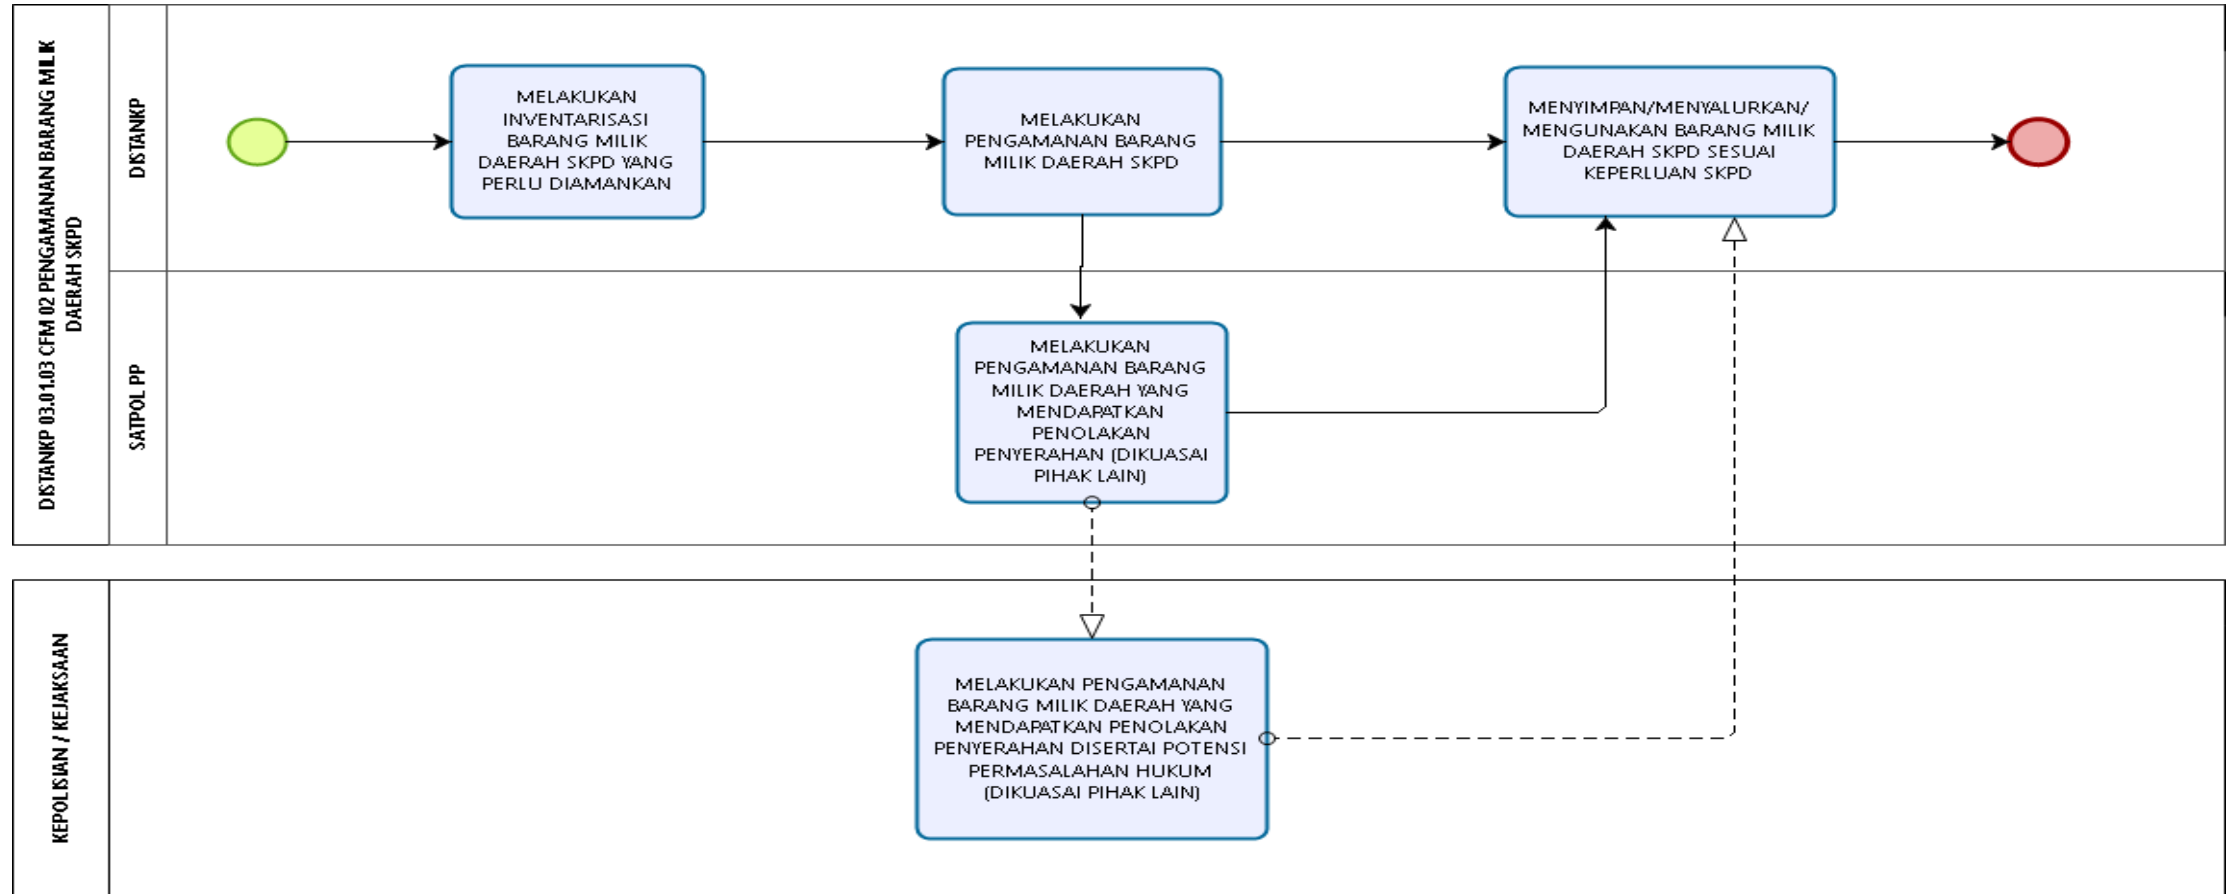 DISTANKP 03.01.03 CFM 02 PENGAMANAN BARANG MILIK
DAERAH SKPD
DISTANKP
MELAKUKAN
INVENTARISASI
BARANG MILIK
DAERAH SKPD YANG
PERLU DIAMANKAN
MELAKUKAN
PENGAMANAN BARANG
MILIK DAERAH SKPD
MENYIMPAN/MENYALURKAN/
MENGUNAKAN BARANG MILIK
DAERAH SKPD SESUAI
KEPERLUAN SKPD
SATPOL PP
MELAKUKAN
PENGAMANAN BARANG
MILIK DAERAH YANG
MENDAPATKAN
PENOLAKAN
PENYERAHAN (DIKUASAI
PIHAK LAIN)
KEPOLISIAN / KEJAKSAAN
MELAKUKAN PENGAMANAN
BARANG MILIK DAERAH YANG
MENDAPATKAN PENOLAKAN
PENYERAHAN DISERTAI POTENSI
PERMASALAHAN HUKUM
(DIKUASAI PIHAK LAIN)